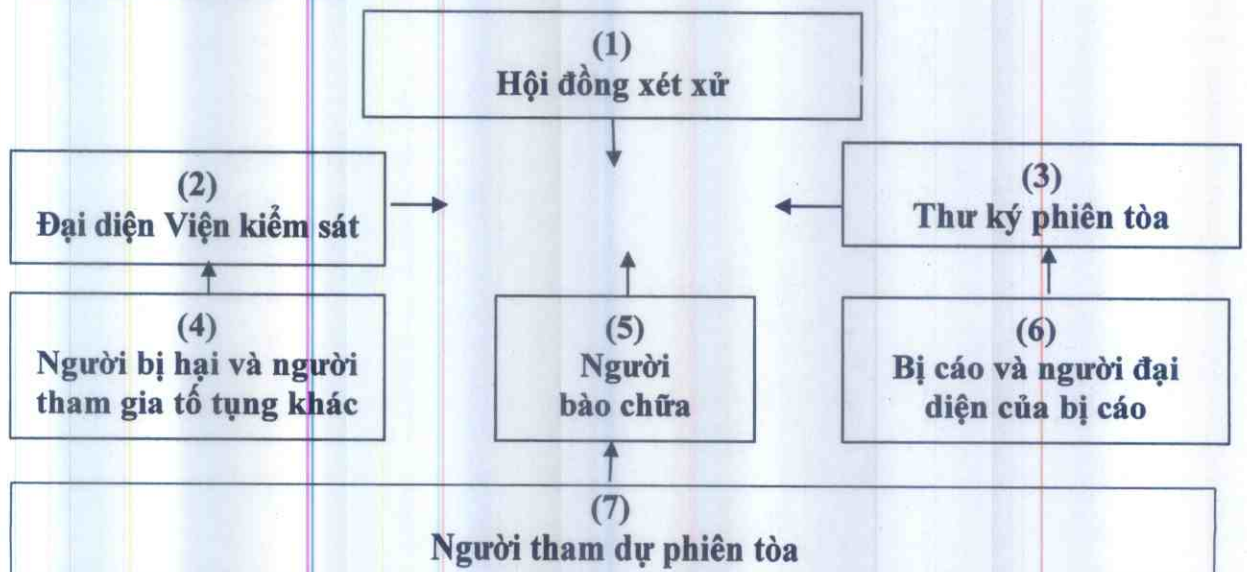 (1)
Hội đồng xét xử
(2)
Đại diện Viện kiểm sát
(3)
Thư ký phiên tòa
(4)
Người bị hại và người
tham gia tố tụng khác
(5)
Người
bào chữa
(6)
Bị cáo và người đại
diện của bị cáo
(7)
Người tham dự phiên tòa